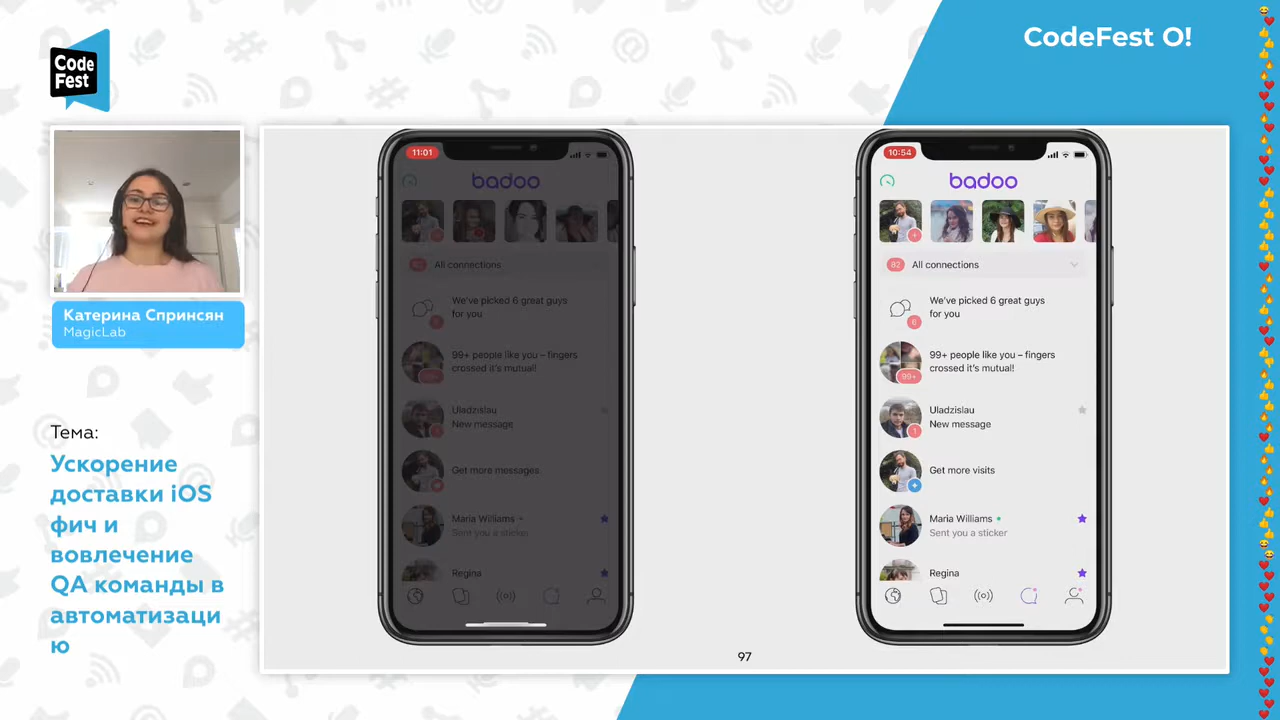 Code
Fest
CodeFest O!
Катерина Спринсян
MagicLab
Тема:
Ускорение
доставки iOS
фич и
вовлечение
QA команды в
автоматизаци
ю
11:01
badoo
82
All connections
We've picked 6 great guys
for you
99+ people like you – fingers
crossed it's mutual!
Uladzislau
New message
Get more messages
Maria Williams
Sent you a sticker
Regina
10:54
badoo
82
All connections
We've picked 6 great guys
for you
6
99+ people like you – fingers
crossed it's mutual!
99+
Uladzislau
New message
1
Get more visits
Maria Williams
Sent you a sticker
Regina
97